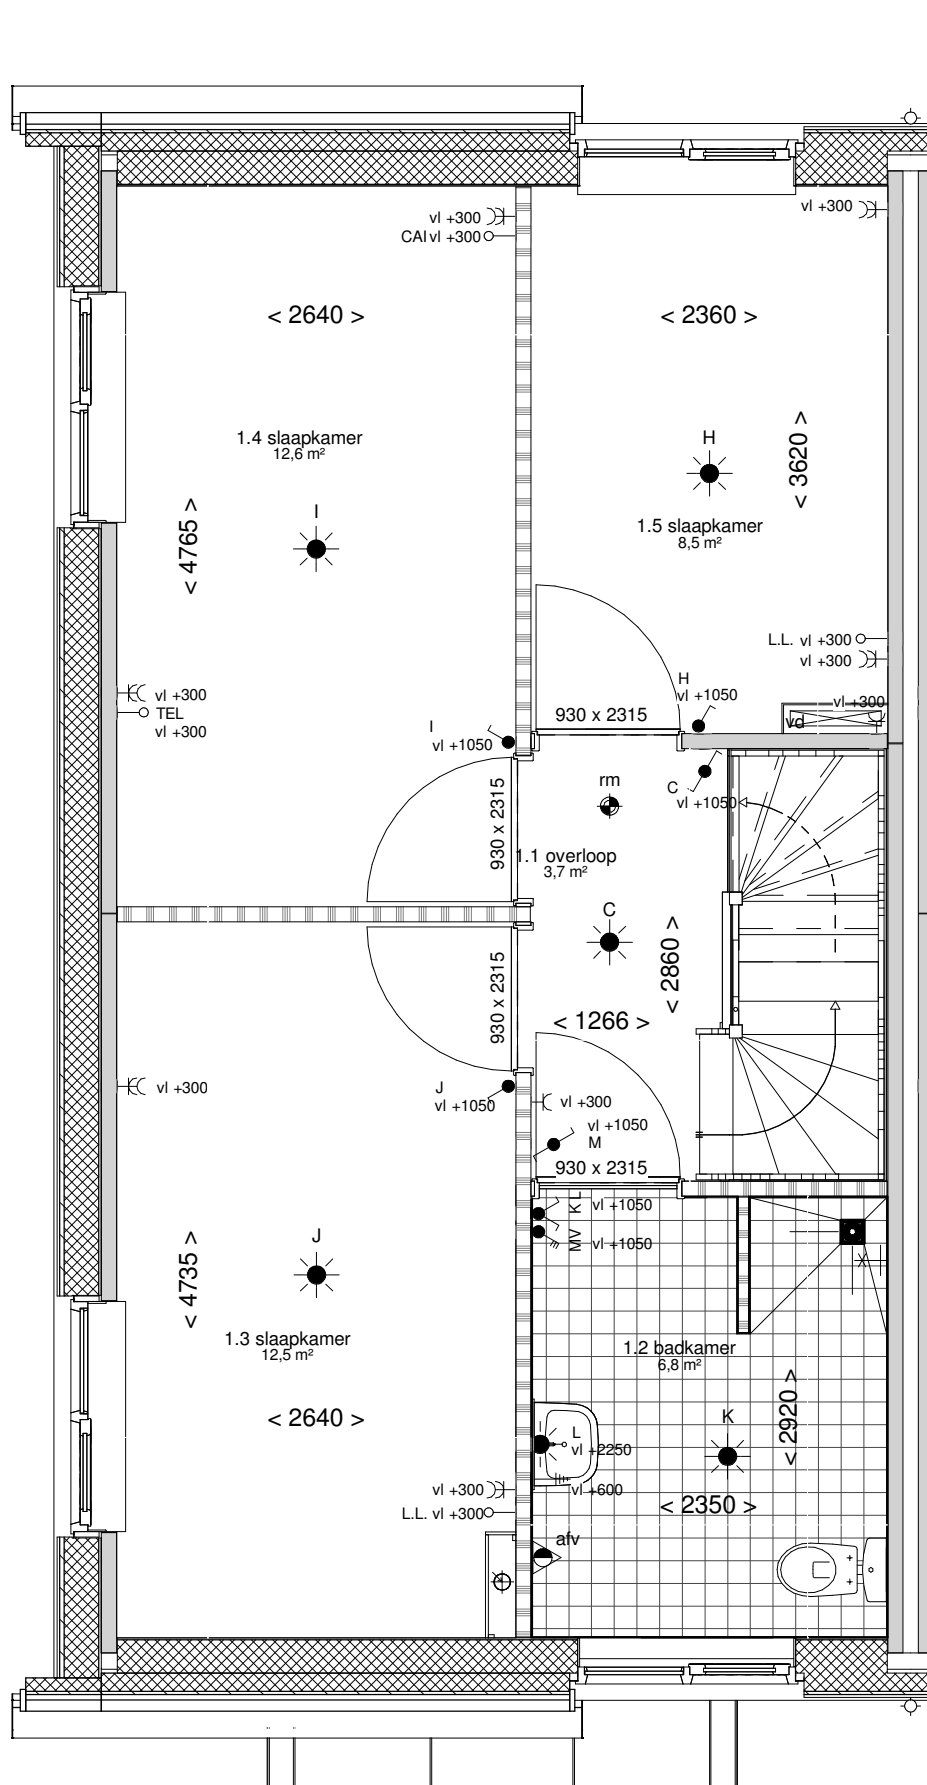 vl +300
CAI vl +300
vl +300
< 2640 >
< 2360 >
1.4 slaapkamer
12,6 m²
H
< 3620 >
I
< 4765 >
1.5 slaapkamer
8,5 m²
L.L. vl +300
vl +300
vl +300
TEL
vl +300
H
vl +1050
vl +300
vd
930 x 2315
I
vl +1050
rm
C
vl +1050
930 x 2315
1.1 overloop
3,7 m²
C
< 2860 >
930 x 2315
< 1266 >
vl +300
J
vl +1050
vl +300
vl +1050
M
930 x 2315
KL
vl +1050
MV
vl +1050
J
< 4735 >
1.3 slaapkamer
12,5 m²
1.2 badkamer
6,8 m²
< 2920 >
< 2640 >
K
L
vl +2250
vl +300
vl +600
< 2350 >
L.L. vl +300
afv